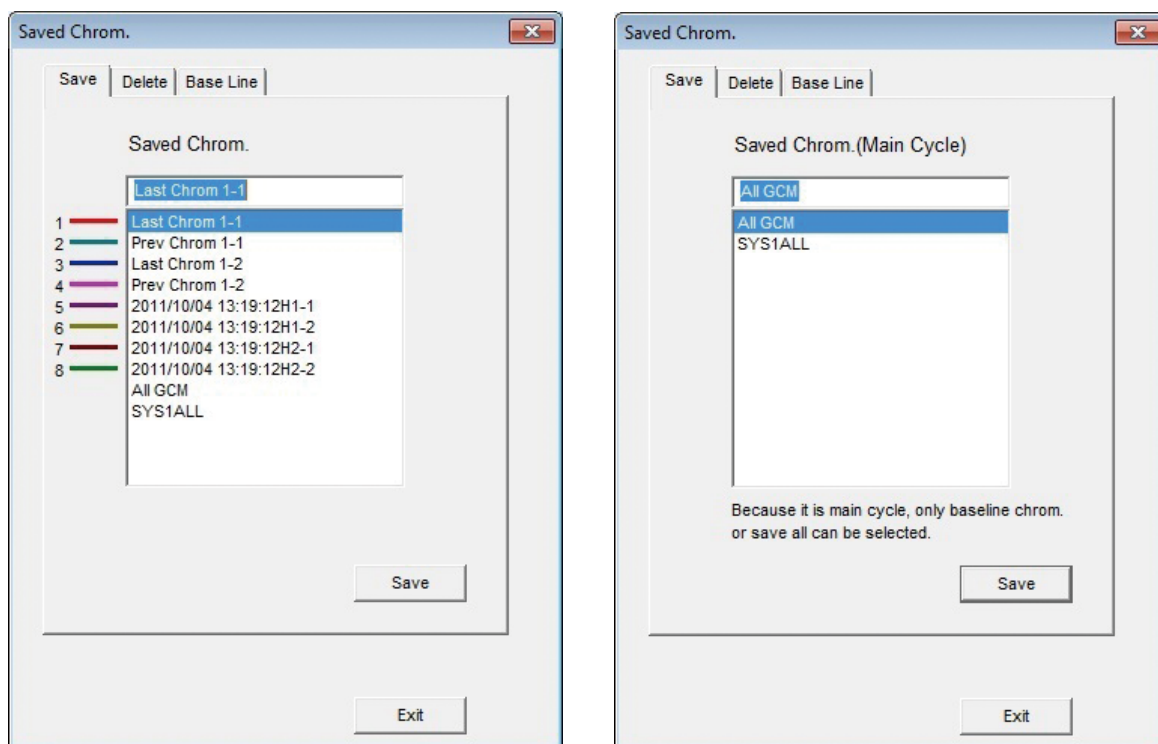 Saved Chrom.
Save Delete Base Line
Saved Chrom.
Last Chrom 1-1
1 Last Chrom 1-1
2 Prev Chrom 1-1
3 Last Chrom 1-2
4 Prev Chrom 1-2
5 2011/10/04 13:19:12H1-1
6 2011/10/04 13:19:12H1-2
7 2011/10/04 13:19:12H2-1
8 2011/10/04 13:19:12H2-2
All GCM
SYS1ALL
Save
Exit
Saved Chrom.
Save Delete Base Line
Saved Chrom.(Main Cycle)
All GCM
All GCM
SYS1ALL
Because it is main cycle, only baseline chrom.
or save all can be selected.
Save
Exit